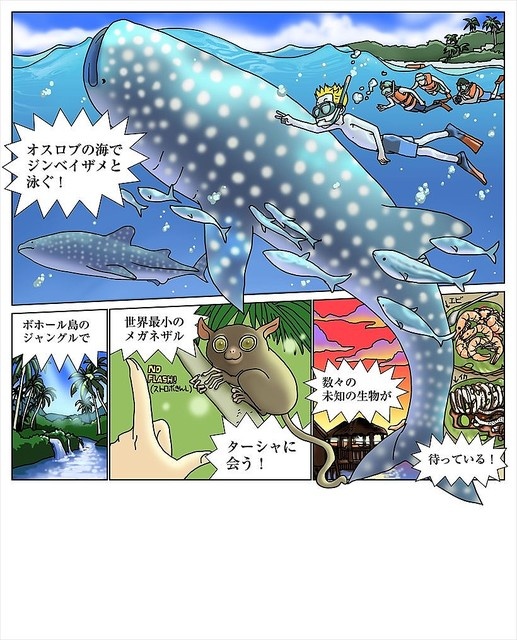 オスロブの海で
ジンベイザメと
泳ぐ！
ボホール島の
ジャングルで
世界最小の
メガネザル
NO
FLASH!
(ストロボきんし)
ターシャに
会う！
数々の
未知の生物が
エビ
待っている！